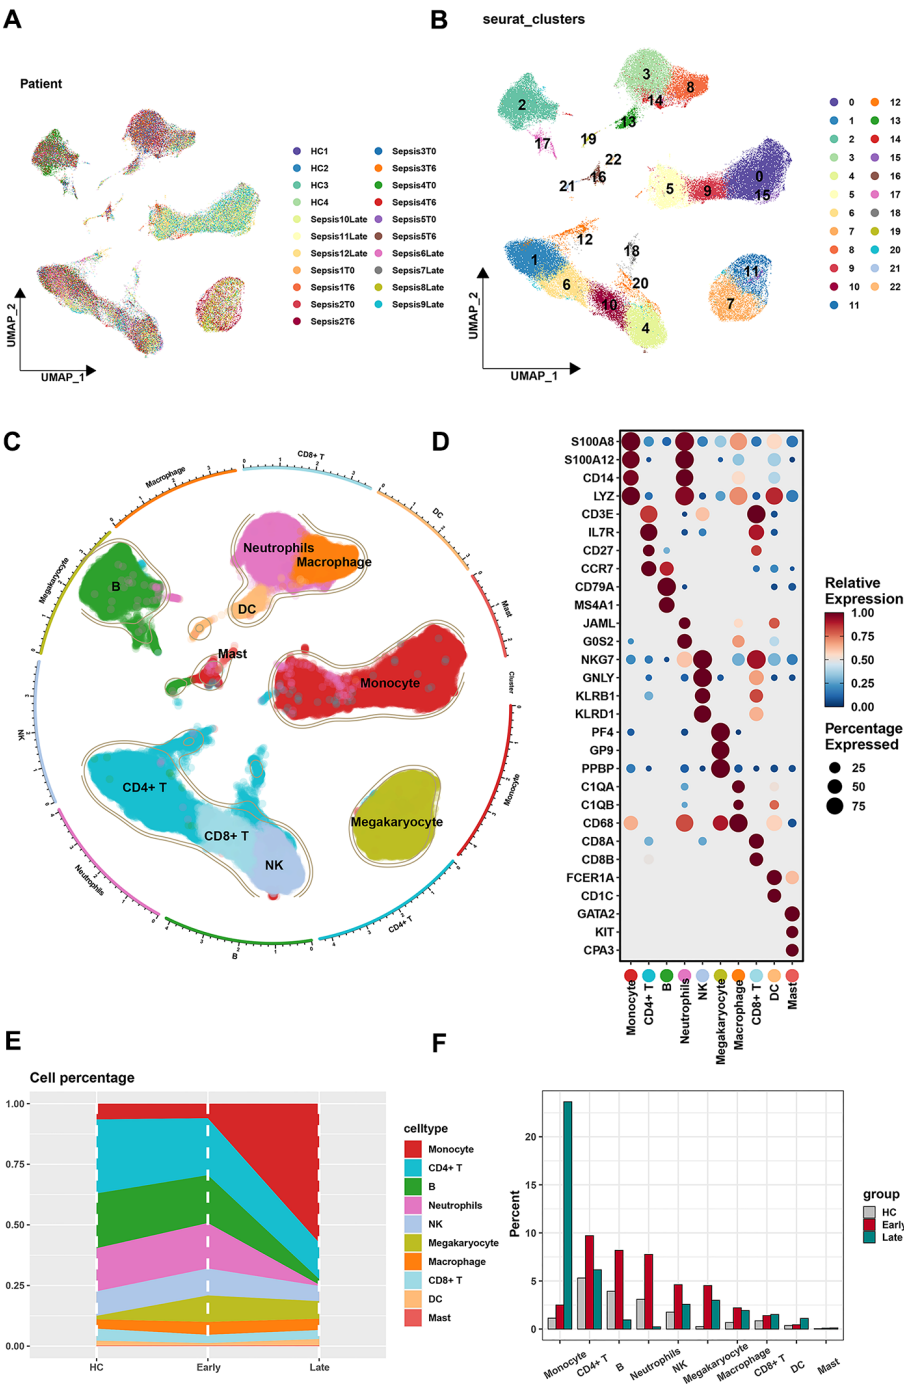 A
Patient
UMAP_2
UMAP_1
HC1
HC2
HC3
HC4
Sepsis10Late
Sepsis11Late
Sepsis12Late
Sepsis1T0
Sepsis1T6
Sepsis2T0
Sepsis2T6
Sepsis3T0
Sepsis3T6
Sepsis4T0
Sepsis4T6
Sepsis5T0
Sepsis5T6
Sepsis6Late
Sepsis7Late
Sepsis8Late
Sepsis9Late
B
seurat_clusters
3
8
14
13
2
17
19
22
16
21
5
9
0
15
12
1
18
6
20
10
4
11
7
UMAP_2
UMAP_1
0
1
2
3
4
5
6
7
8
9
10
11
12
13
14
15
16
17
18
19
20
21
22
C
Macrophage
CD8+ T
DC
Mast
Cluster
Monocyte
CD4+ T
B
Neutrophils
NK
Megakaryocyte
Neutrophils
Macrophage
B
DC
Mast
Monocyte
CD4+ T
CD8+ T
NK
Megakaryocyte
D
S100A8
S100A12
CD14
LYZ
CD3E
IL7R
CD27
CCR7
CD79A
MS4A1
JAML
G0S2
NKG7
GNLY
KLRB1
KLRD1
PF4
GP9
PPBP
C1QA
C1QB
CD68
CD8A
CD8B
FCER1A
CD1C
GATA2
KIT
CPA3
Monocyte
CD4+ T
B
Neutrophils
NK
Megakaryocyte
Macrophage
CD8+ T
DC
Mast
Relative
Expression
1.00
0.75
0.50
0.25
0.00
Percentage
Expressed
25
50
75
E
Cell percentage
1.00
0.75
0.50
0.25
0.00
HC
Early
Late
celltype
Monocyte
CD4+ T
B
Neutrophils
NK
Megakaryocyte
Macrophage
CD8+ T
DC
Mast
F
Percent
20
15
10
5
0
Monocyte
CD4+ T
B
Neutrophils
NK
Megakaryocyte
Macrophage
CD8+ T
DC
Mast
group
HC
Early
Late